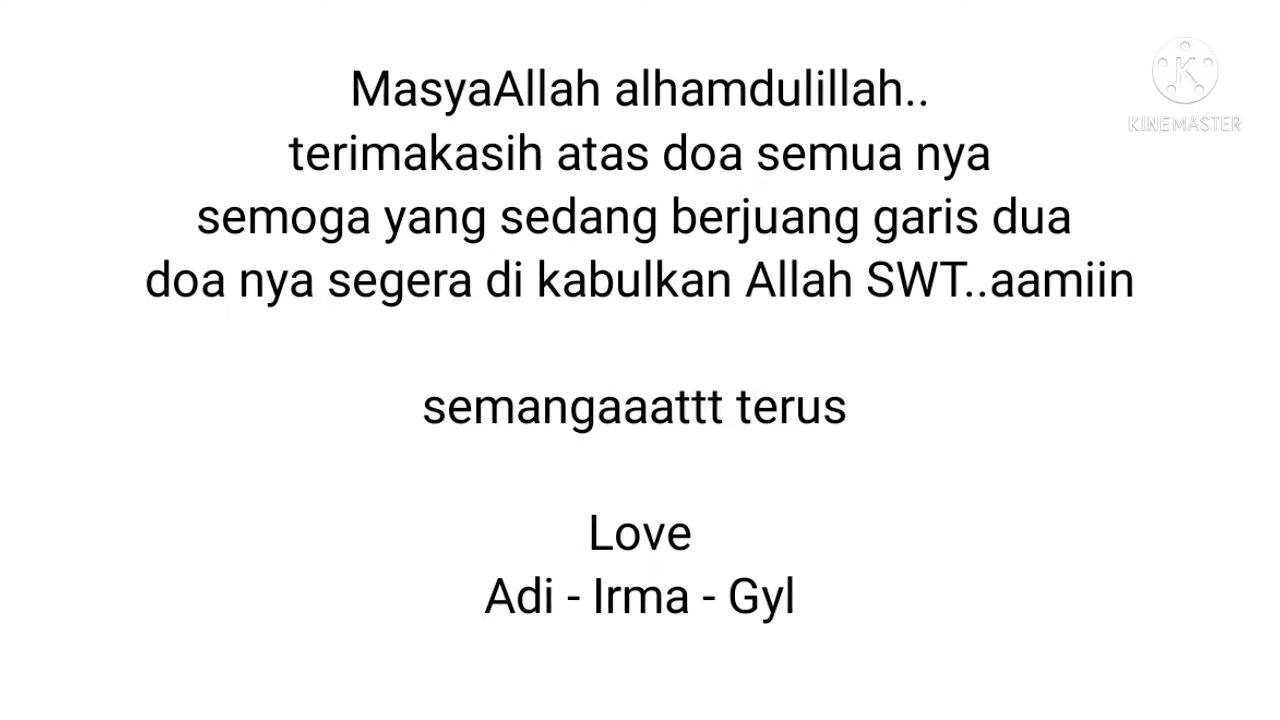 MasyaAllah alhamdulillah..
terimakasih atas doa semua nya
semoga yang sedang berjuang garis dua
doa nya segera di kabulkan Allah SWT..aamiin
semangaaattt terus
Love
Adi - Irma - Gyl
K
KINEMASTER